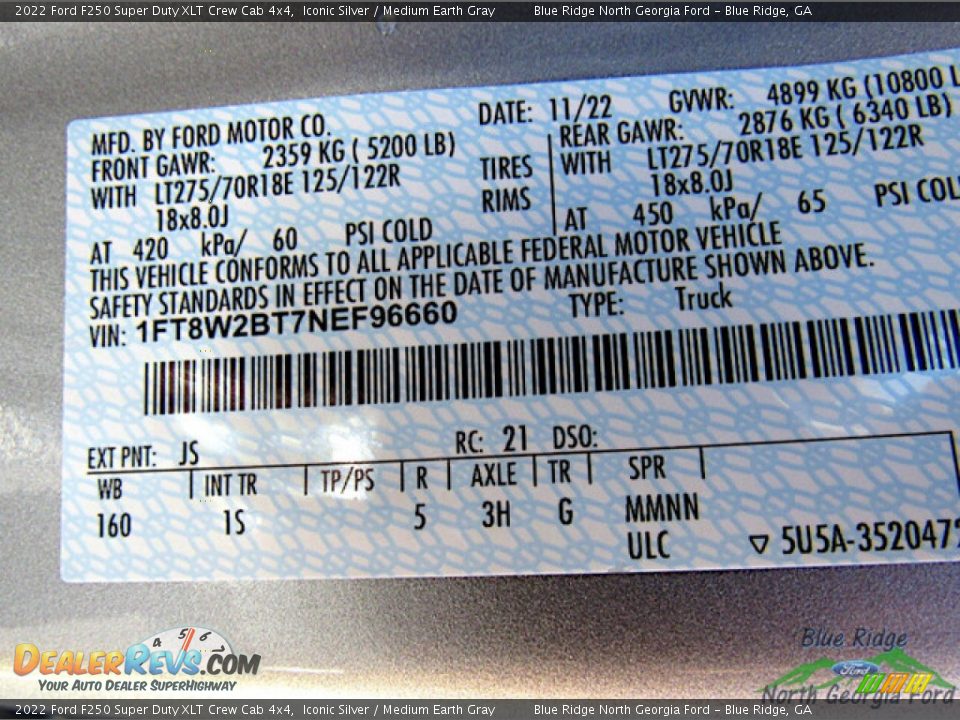 2022 Ford F250 Super Duty XLT Crew Cab 4x4, Iconic Silver / Medium Earth Gray Blue Ridge North Georgia Ford - Blue Ridge, GA
MFD. BY FORD MOTOR CO. DATE: 11/22 GVWR: 4899 KG (10800 L
FRONT GAWR: 2359 KG ( 5200 LB) REAR GAWR: 2876 KG ( 6340 LB)
WITH LT275/70R18E 125/122R TIRES WITH LT275/70R18E 125/122R
18x8.0J RIMS 18x8.0J
AT 420 kPa/ 60 PSI COLD AT 450 kPa/ 65 PSI COL
THIS VEHICLE CONFORMS TO ALL APPLICABLE FEDERAL MOTOR VEHICLE
SAFETY STANDARDS IN EFFECT ON THE DATE OF MANUFACTURE SHOWN ABOVE.
VIN: 1FT8W2BT7NEF96660 TYPE: Truck
EXT PNT: JS RC: 21 DSO:
WB INT TR TP/PS R AXLE TR SPR
160 1S 5 3H G MMNN
ULC ▽ 5U5A-3520472
Blue Ridge
Ford
North Georgia Ford
4 5 6
DEALERREVS.COM
YOUR AUTO DEALER SUPERHIGHWAY
2022 Ford F250 Super Duty XLT Crew Cab 4x4, Iconic Silver / Medium Earth Gray Blue Ridge North Georgia Ford - Blue Ridge, GA